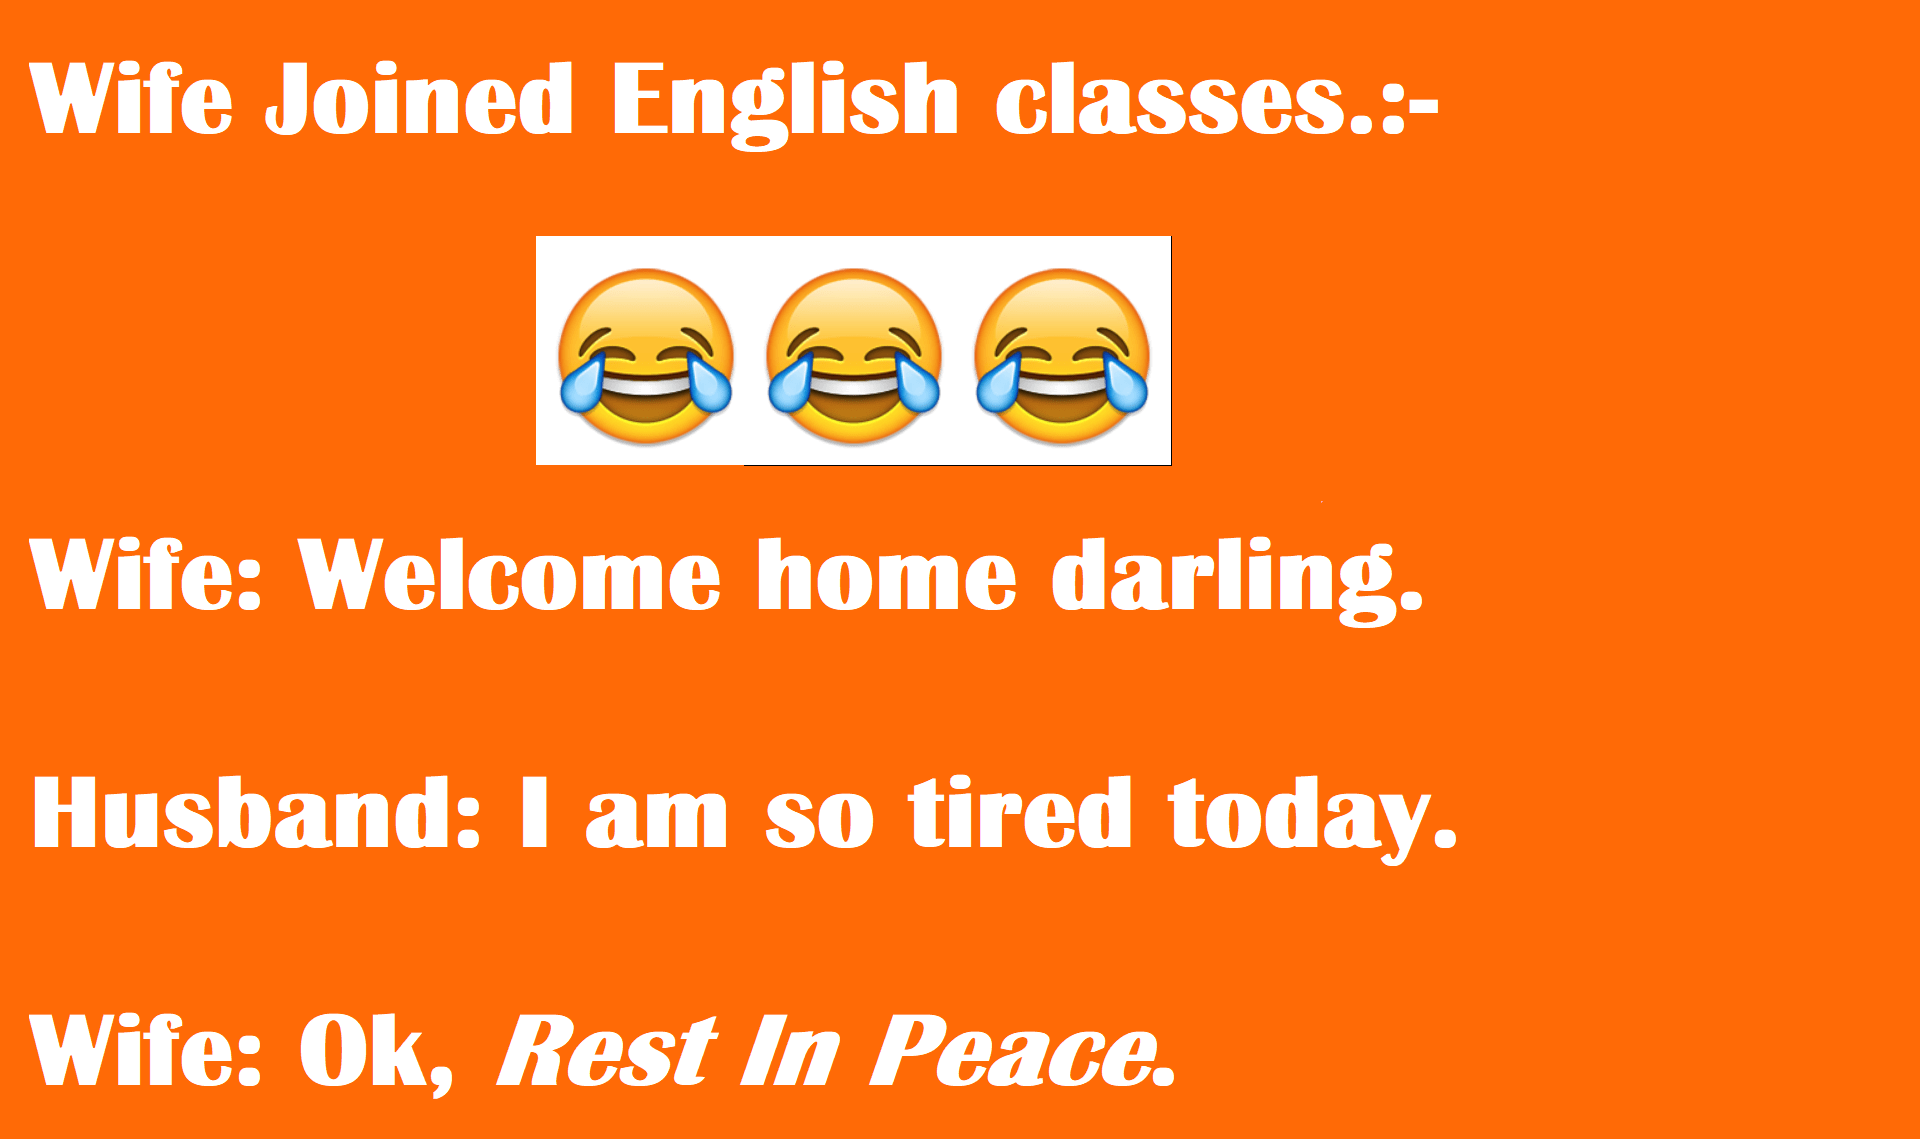 Wife Joined English classes.:-
Wife: Welcome home darling.
Husband: I am so tired today.
Wife: Ok, Rest In Peace.